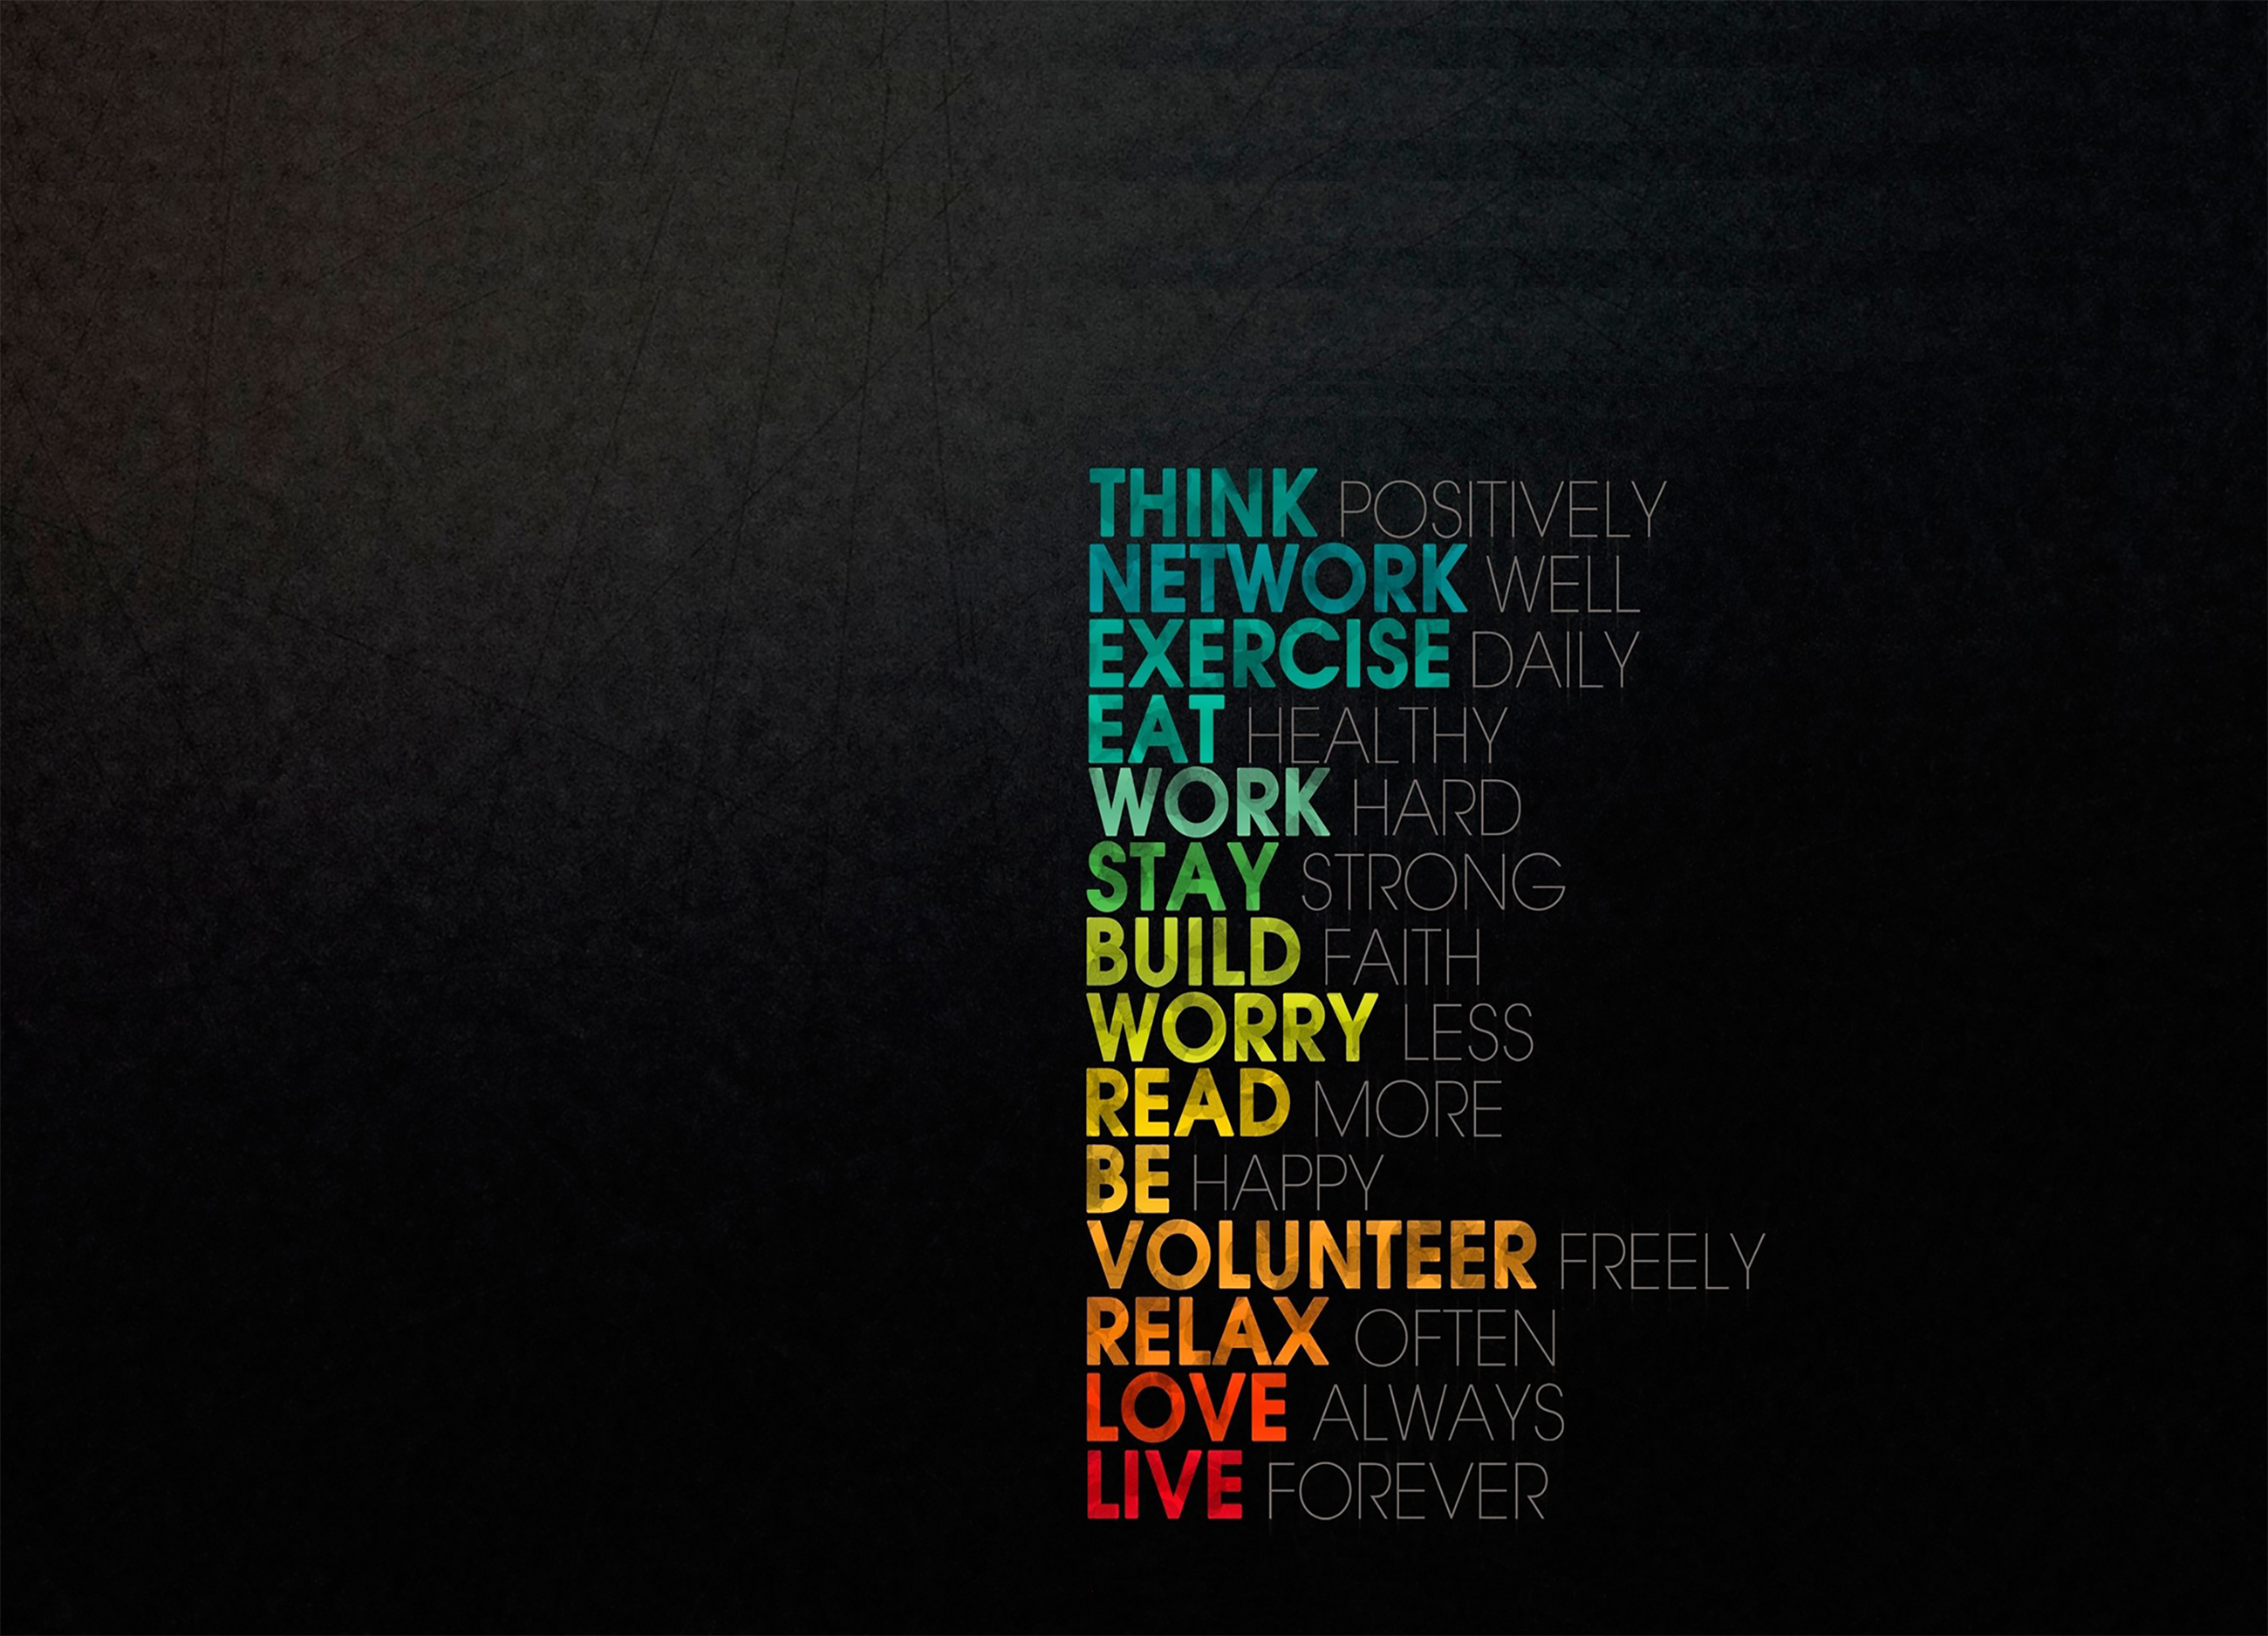 THINK POSITIVELY
NETWORK WELL
EXERCISE DAILY
EAT HEALTHY
WORK HARD
STAY STRONG
BUILD FAITH
WORRY LESS
READ MORE
BE HAPPY
VOLUNTEER FREELY
RELAX OFTEN
LOVE ALWAYS
LIVE FOREVER